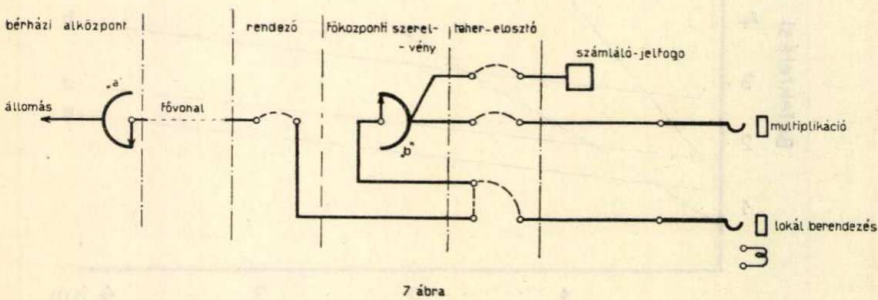 bérházi alközpont
rendező
főközponti szerel-
-vény
teher-elosztó
számláló-jelfogó
„a”
állomás
fővonal
„b”
multiplikáció
lokál berendezés
7 ábra